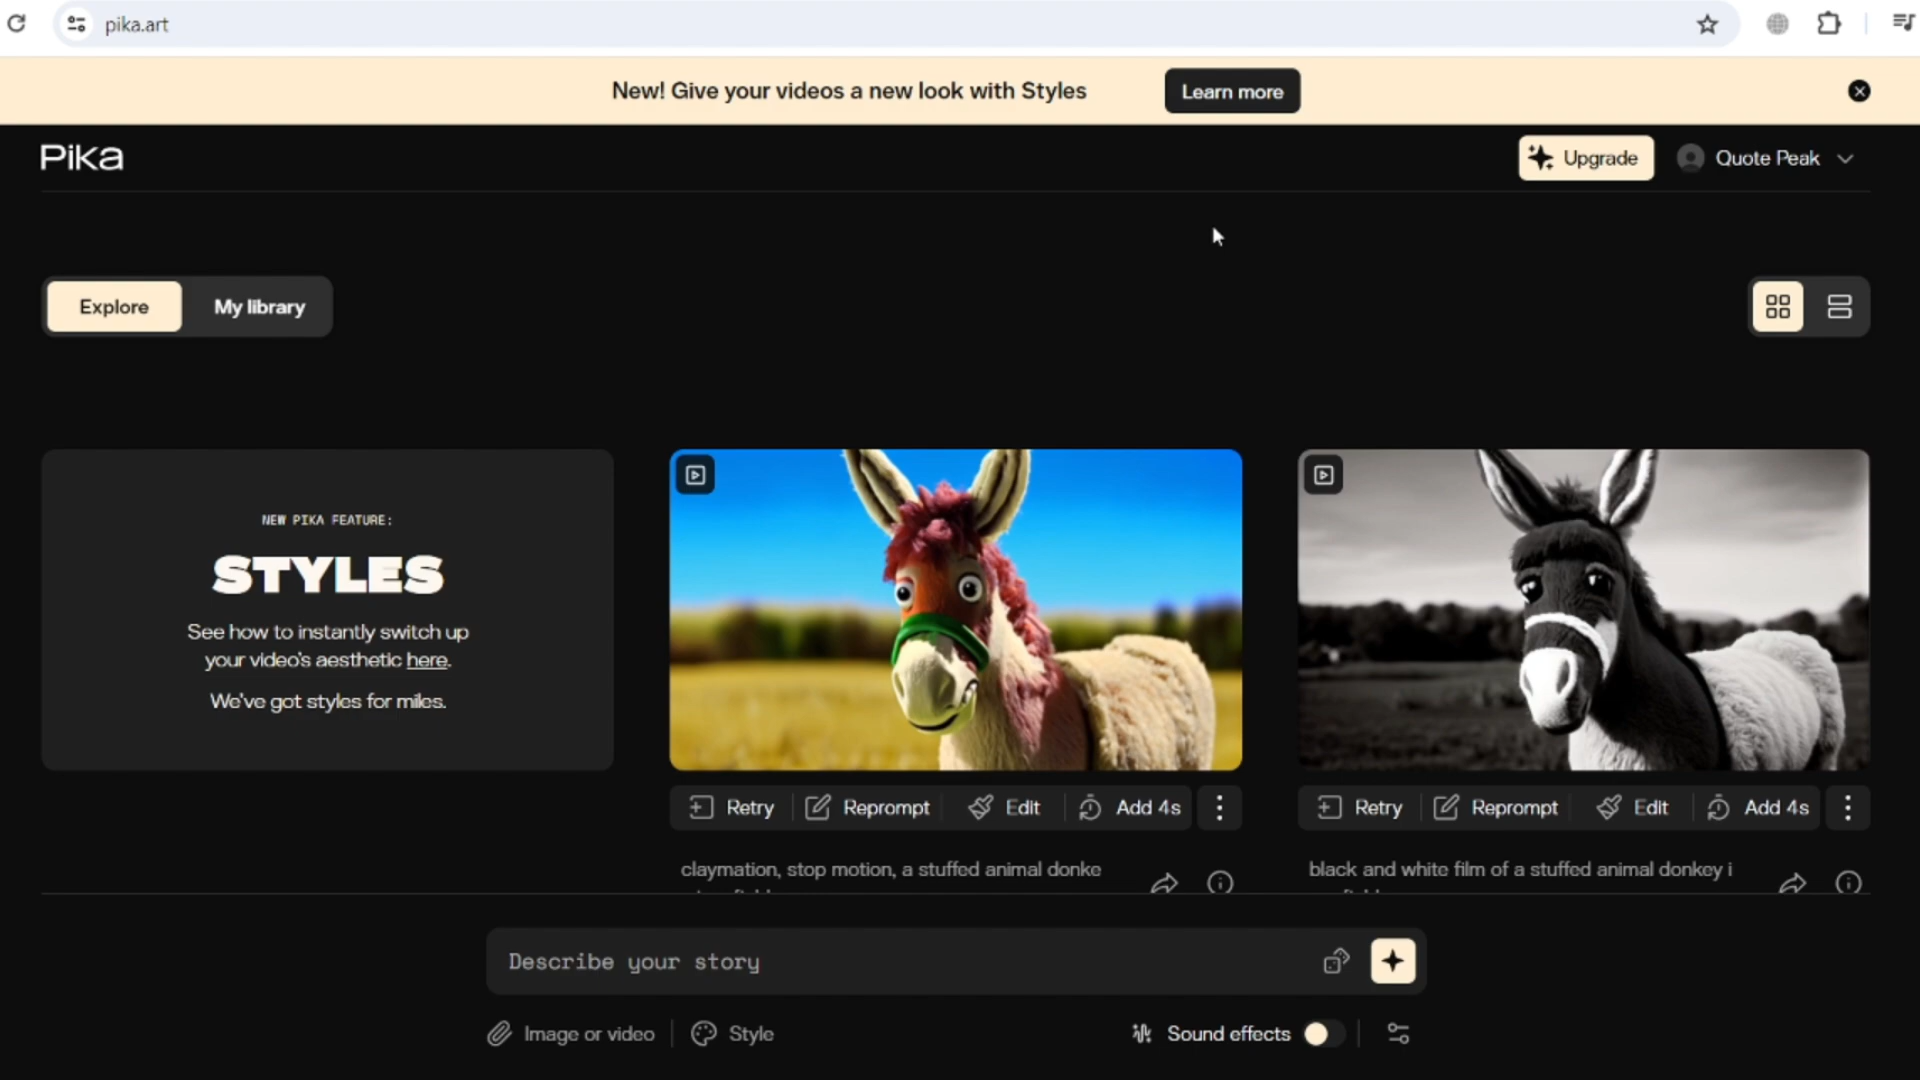 pika.art
New! Give your videos a new look with Styles
Learn more
Pika
Upgrade
Quote Peak
Explore
My library
NEW PIKA FEATURE:
STYLES
See how to instantly switch up
your video's aesthetic here.
We've got styles for miles.
Retry
Reprompt
Edit
Add 4s
Retry
Reprompt
Edit
Add 4s
claymation, stop motion, a stuffed animal donke
black and white film of a stuffed animal donkey i
Describe your story
Image or video
Style
Sound effects